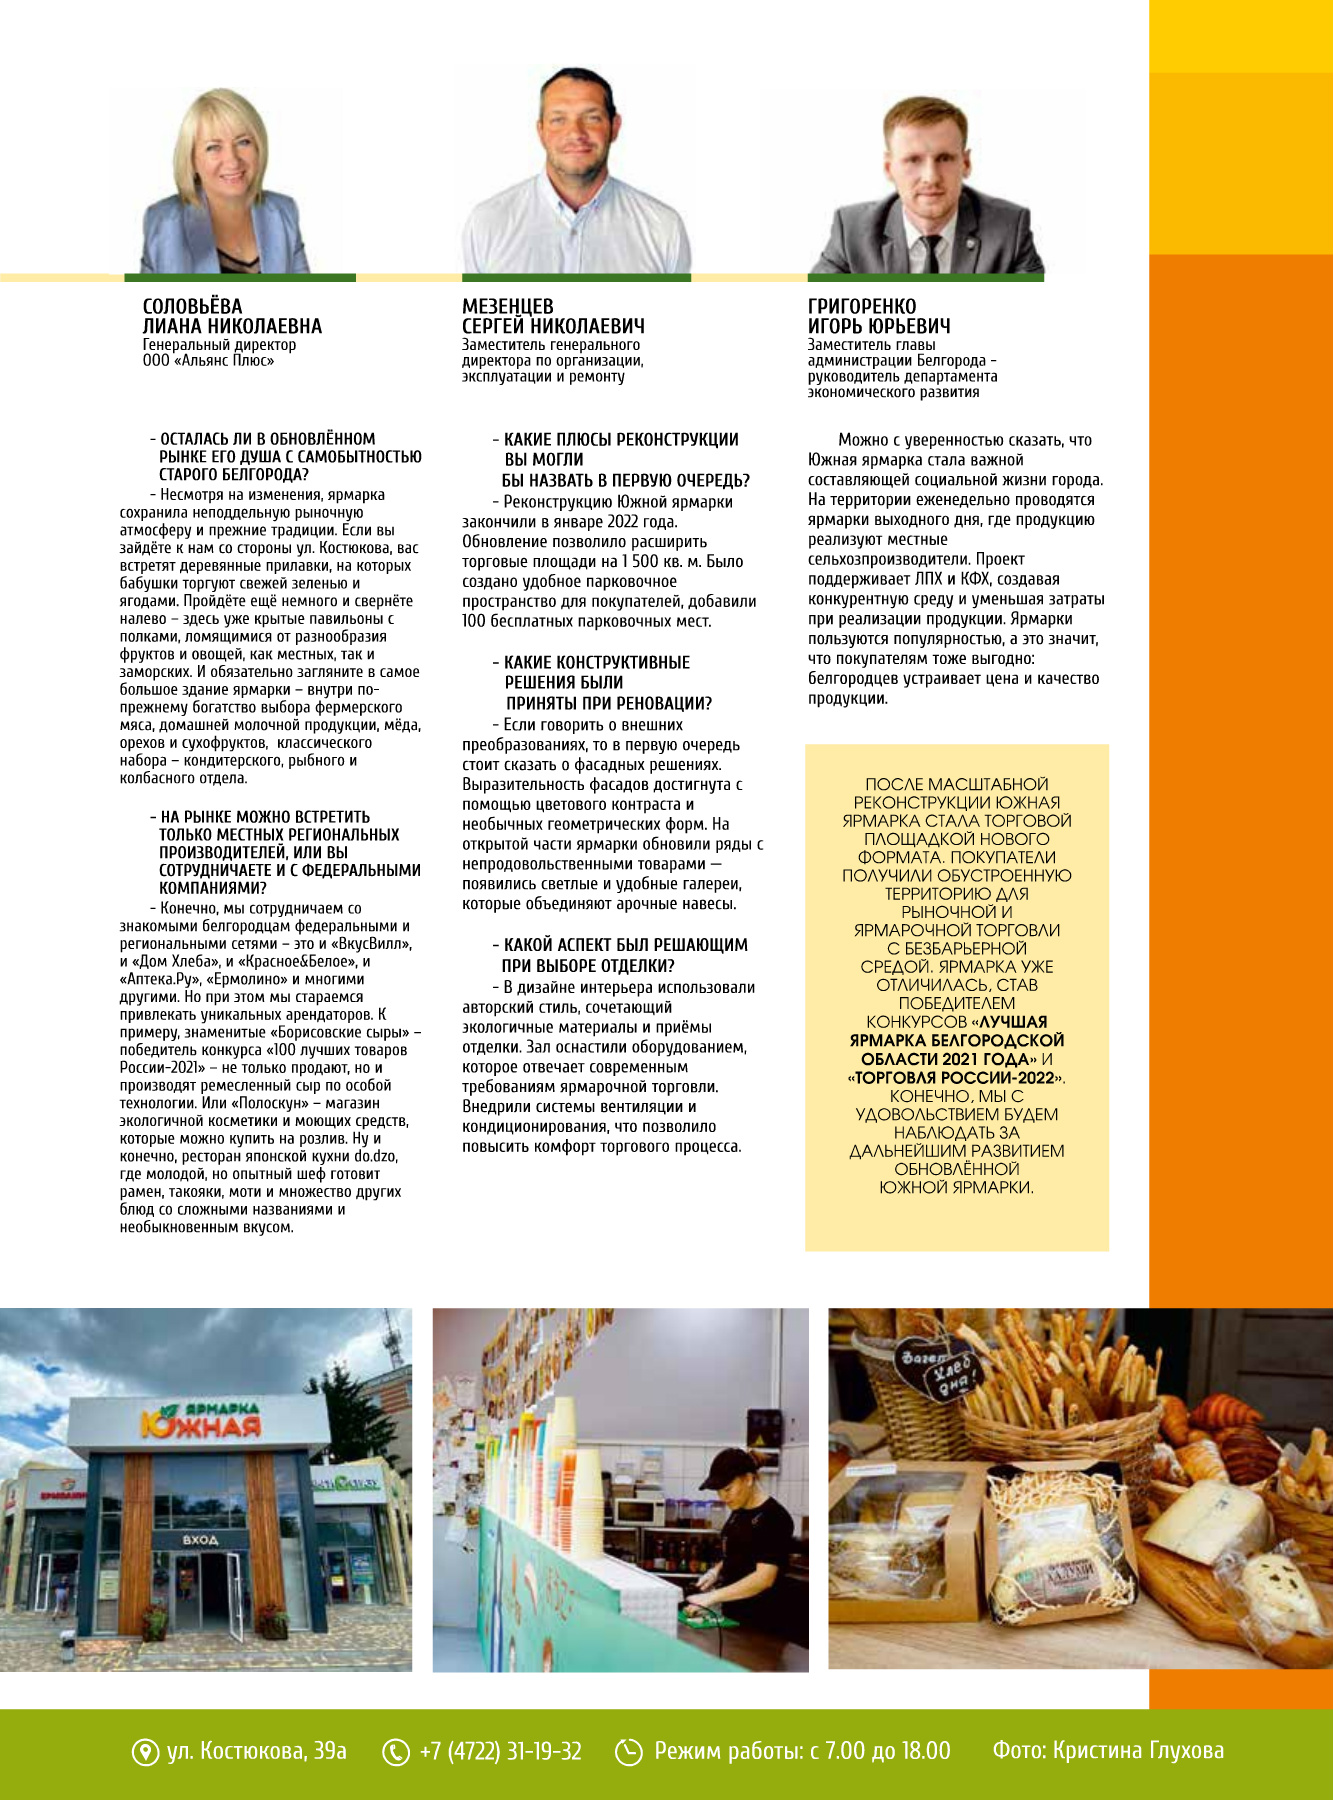 СОЛОВЬЁВА
ЛИАНА НИКОЛАЕВНА
Генеральный директор
ООО «Альянс Плюс»
- ОСТАЛАСЬ ЛИ В ОБНОВЛЁННОМ
РЫНКЕ ЕГО ДУША С САМОБЫТНОСТЬЮ
СТАРОГО БЕЛГОРОДА?
- Несмотря на изменения, ярмарка
сохранила неподдельную рыночную
атмосферу и прежние традиции. Если вы
зайдёте к нам со стороны ул. Костюкова, вас
встретят деревянные прилавки, на которых
бабушки торгуют свежей зеленью и
ягодами. Пройдёте ещё немного и свернёте
налево – здесь уже крытые павильоны с
полками, ломящимися от разнообразия
фруктов и овощей, как местных, так и
заморских. И обязательно загляните в самое
большое здание ярмарки – внутри по-
прежнему богатство выбора фермерского
мяса, домашней молочной продукции, мёда,
орехов и сухофруктов, классического
набора – кондитерского, рыбного и
колбасного отдела.
- НА РЫНКЕ МОЖНО ВСТРЕТИТЬ
ТОЛЬКО МЕСТНЫХ РЕГИОНАЛЬНЫХ
ПРОИЗВОДИТЕЛЕЙ, ИЛИ ВЫ
СОТРУДНИЧАЕТЕ И С ФЕДЕРАЛЬНЫМИ
КОМПАНИЯМИ?
- Конечно, мы сотрудничаем со
знакомыми белгородцам федеральными и
региональными сетями – это и «ВкусВилл»,
и «Дом Хлеба», и «Красное&Белое», и
«Аптека.Ру», «Ермолино» и многими
другими. Но при этом мы стараемся
привлекать уникальных арендаторов. К
примеру, знаменитые «Борисовские сыры» –
победитель конкурса «100 лучших товаров
России-2021» – не только продают, но и
производят ремесленный сыр по особой
технологии. Или «Полоскун» – магазин
экологичной косметики и моющих средств,
которые можно купить на розлив. Ну и
конечно, ресторан японской кухни do.dzo,
где молодой, но опытный шеф готовит
рамен, такояки, моти и множество других
блюд со сложными названиями и
необыкновенным вкусом.
МЕЗЕНЦЕВ
СЕРГЕЙ НИКОЛАЕВИЧ
Заместитель генерального
директора по организации,
эксплуатации и ремонту
- КАКИЕ ПЛЮСЫ РЕКОНСТРУКЦИИ
ВЫ МОГЛИ
БЫ НАЗВАТЬ В ПЕРВУЮ ОЧЕРЕДЬ?
- Реконструкцию Южной ярмарки
закончили в январе 2022 года.
Обновление позволило расширить
торговые площади на 1 500 кв. м. Было
создано удобное парковочное
пространство для покупателей, добавили
100 бесплатных парковочных мест.
- КАКИЕ КОНСТРУКТИВНЫЕ
РЕШЕНИЯ БЫЛИ
ПРИНЯТЫ ПРИ РЕНОВАЦИИ?
- Если говорить о внешних
преобразованиях, то в первую очередь
стоит сказать о фасадных решениях.
Выразительность фасадов достигнута с
помощью цветового контраста и
необычных геометрических форм. На
открытой части ярмарки обновили ряды с
непродовольственными товарами —
появились светлые и удобные галереи,
которые объединяют арочные навесы.
- КАКОЙ АСПЕКТ БЫЛ РЕШАЮЩИМ
ПРИ ВЫБОРЕ ОТДЕЛКИ?
- В дизайне интерьера использовали
авторский стиль, сочетающий
экологичные материалы и приёмы
отделки. Зал оснастили оборудованием,
которое отвечает современным
требованиям ярмарочной торговли.
Внедрили системы вентиляции и
кондиционирования, что позволило
повысить комфорт торгового процесса.
ГРИГОРЕНКО
ИГОРЬ ЮРЬЕВИЧ
Заместитель главы
администрации Белгорода -
руководитель департамента
экономического развития
Можно с уверенностью сказать, что
Южная ярмарка стала важной
составляющей социальной жизни города.
На территории еженедельно проводятся
ярмарки выходного дня, где продукцию
реализуют местные
сельхозпроизводители. Проект
поддерживает ЛПХ и КФХ, создавая
конкурентную среду и уменьшая затраты
при реализации продукции. Ярмарки
пользуются популярностью, а это значит,
что покупателям тоже выгодно:
белгородцев устраивает цена и качество
продукции.
ПОСЛЕ МАСШТАБНОЙ
РЕКОНСТРУКЦИИ ЮЖНАЯ
ЯРМАРКА СТАЛА ТОРГОВОЙ
ПЛОЩАДКОЙ НОВОГО
ФОРМАТА. ПОКУПАТЕЛИ
ПОЛУЧИЛИ ОБУСТРОЕННУЮ
ТЕРРИТОРИЮ ДЛЯ
РЫНОЧНОЙ И
ЯРМАРОЧНОЙ ТОРГОВЛИ
С БЕЗБАРЬЕРНОЙ
СРЕДОЙ. ЯРМАРКА УЖЕ
ОТЛИЧИЛАСЬ, СТАВ
ПОБЕДИТЕЛЕМ
КОНКУРСОВ «ЛУЧШАЯ
ЯРМАРКА БЕЛГОРОДСКОЙ
ОБЛАСТИ 2021 ГОДА» И
«ТОРГОВЛЯ РОССИИ-2022».
КОНЕЧНО, МЫ С
УДОВОЛЬСТВИЕМ БУДЕМ
НАБЛЮДАТЬ ЗА
ДАЛЬНЕЙШИМ РАЗВИТИЕМ
ОБНОВЛЁННОЙ
ЮЖНОЙ ЯРМАРКИ.
ЯРМАРКА
ЮЖНАЯ
ВХОД
Багет
Хлеб
дня!
ул. Костюкова, 39а
+7 (4722) 31-19-32
Режим работы: с 7.00 до 18.00
Фото: Кристина Глухова